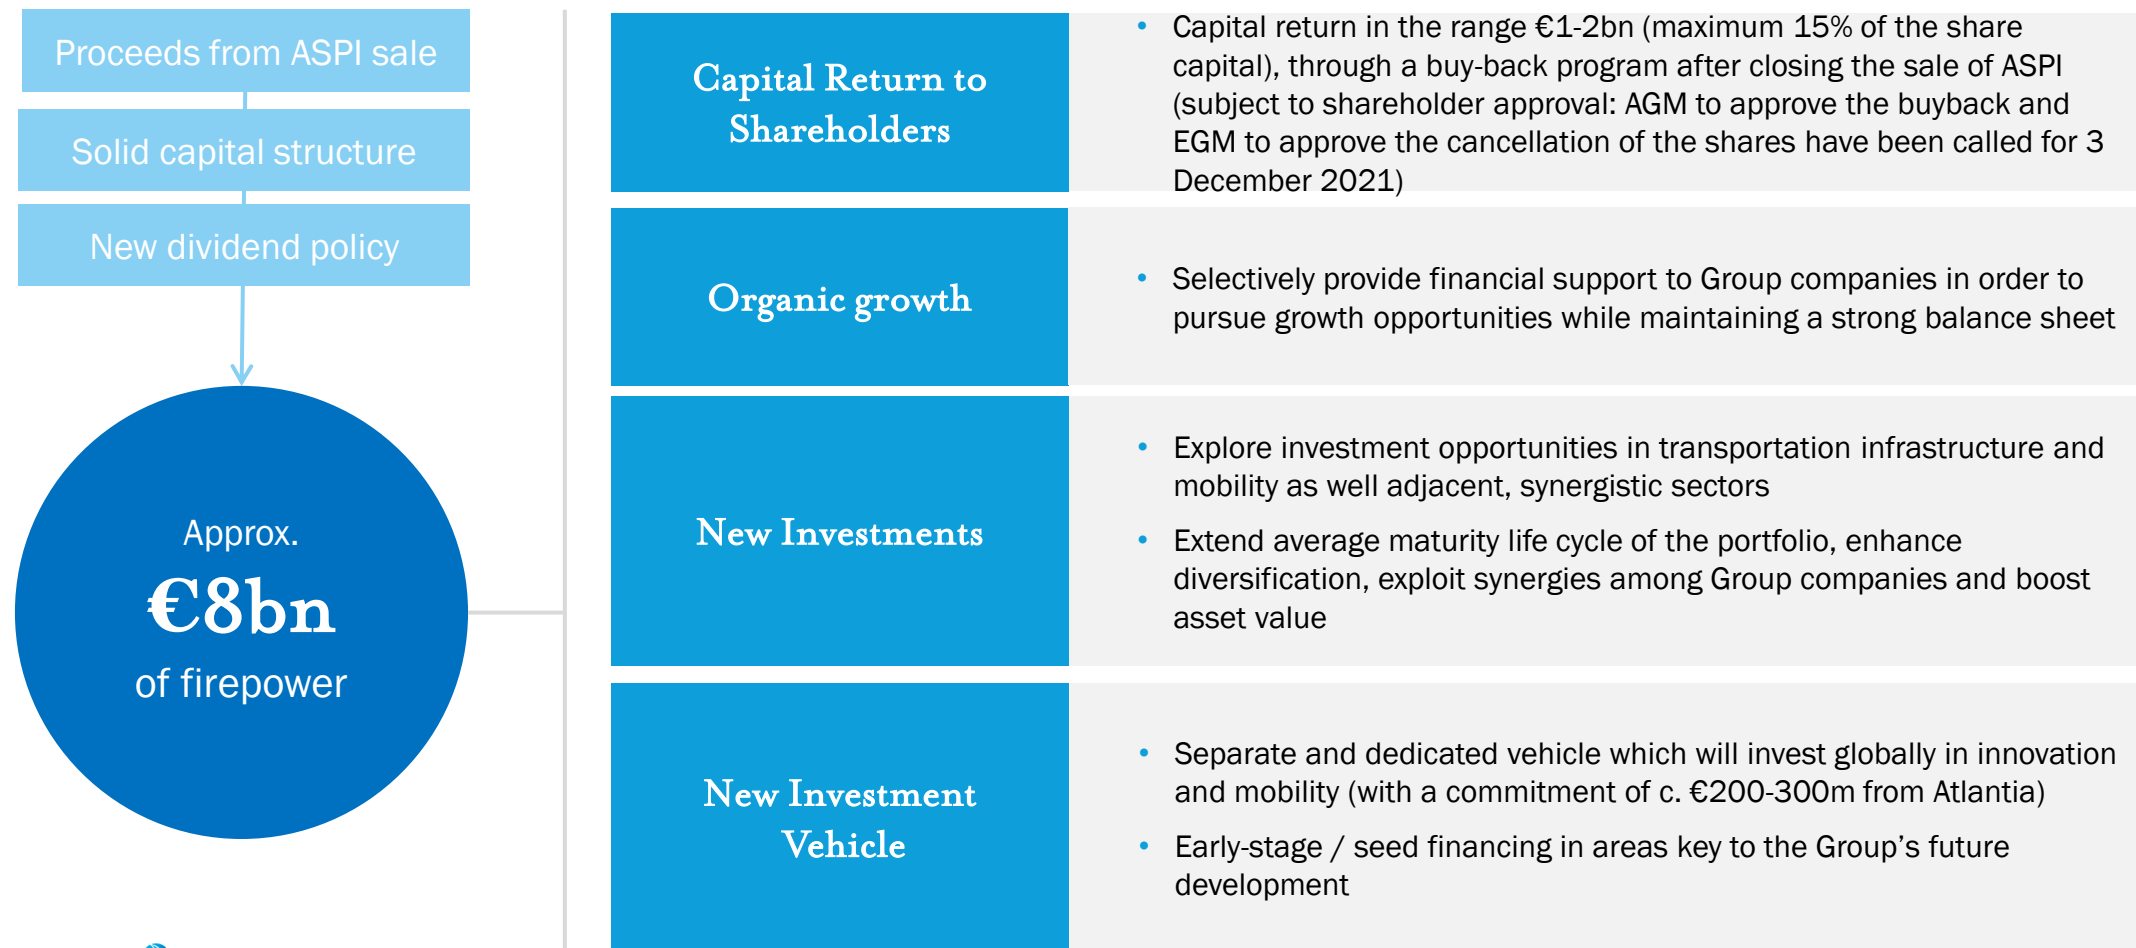 Proceeds from ASPI sale
Solid capital structure
New dividend policy
Approx.
€8bn
of firepower
Capital Return to
Shareholders
• Capital return in the range €1-2bn (maximum 15% of the share
capital), through a buy-back program after closing the sale of ASPI
(subject to shareholder approval: AGM to approve the buyback and
EGM to approve the cancellation of the shares have been called for 3
December 2021)
Organic growth
• Selectively provide financial support to Group companies in order to
pursue growth opportunities while maintaining a strong balance sheet
New Investments
• Explore investment opportunities in transportation infrastructure and
mobility as well adjacent, synergistic sectors
• Extend average maturity life cycle of the portfolio, enhance
diversification, exploit synergies among Group companies and boost
asset value
New Investment
Vehicle
• Separate and dedicated vehicle which will invest globally in innovation
and mobility (with a commitment of c. €200-300m from Atlantia)
• Early-stage / seed financing in areas key to the Group’s future
development